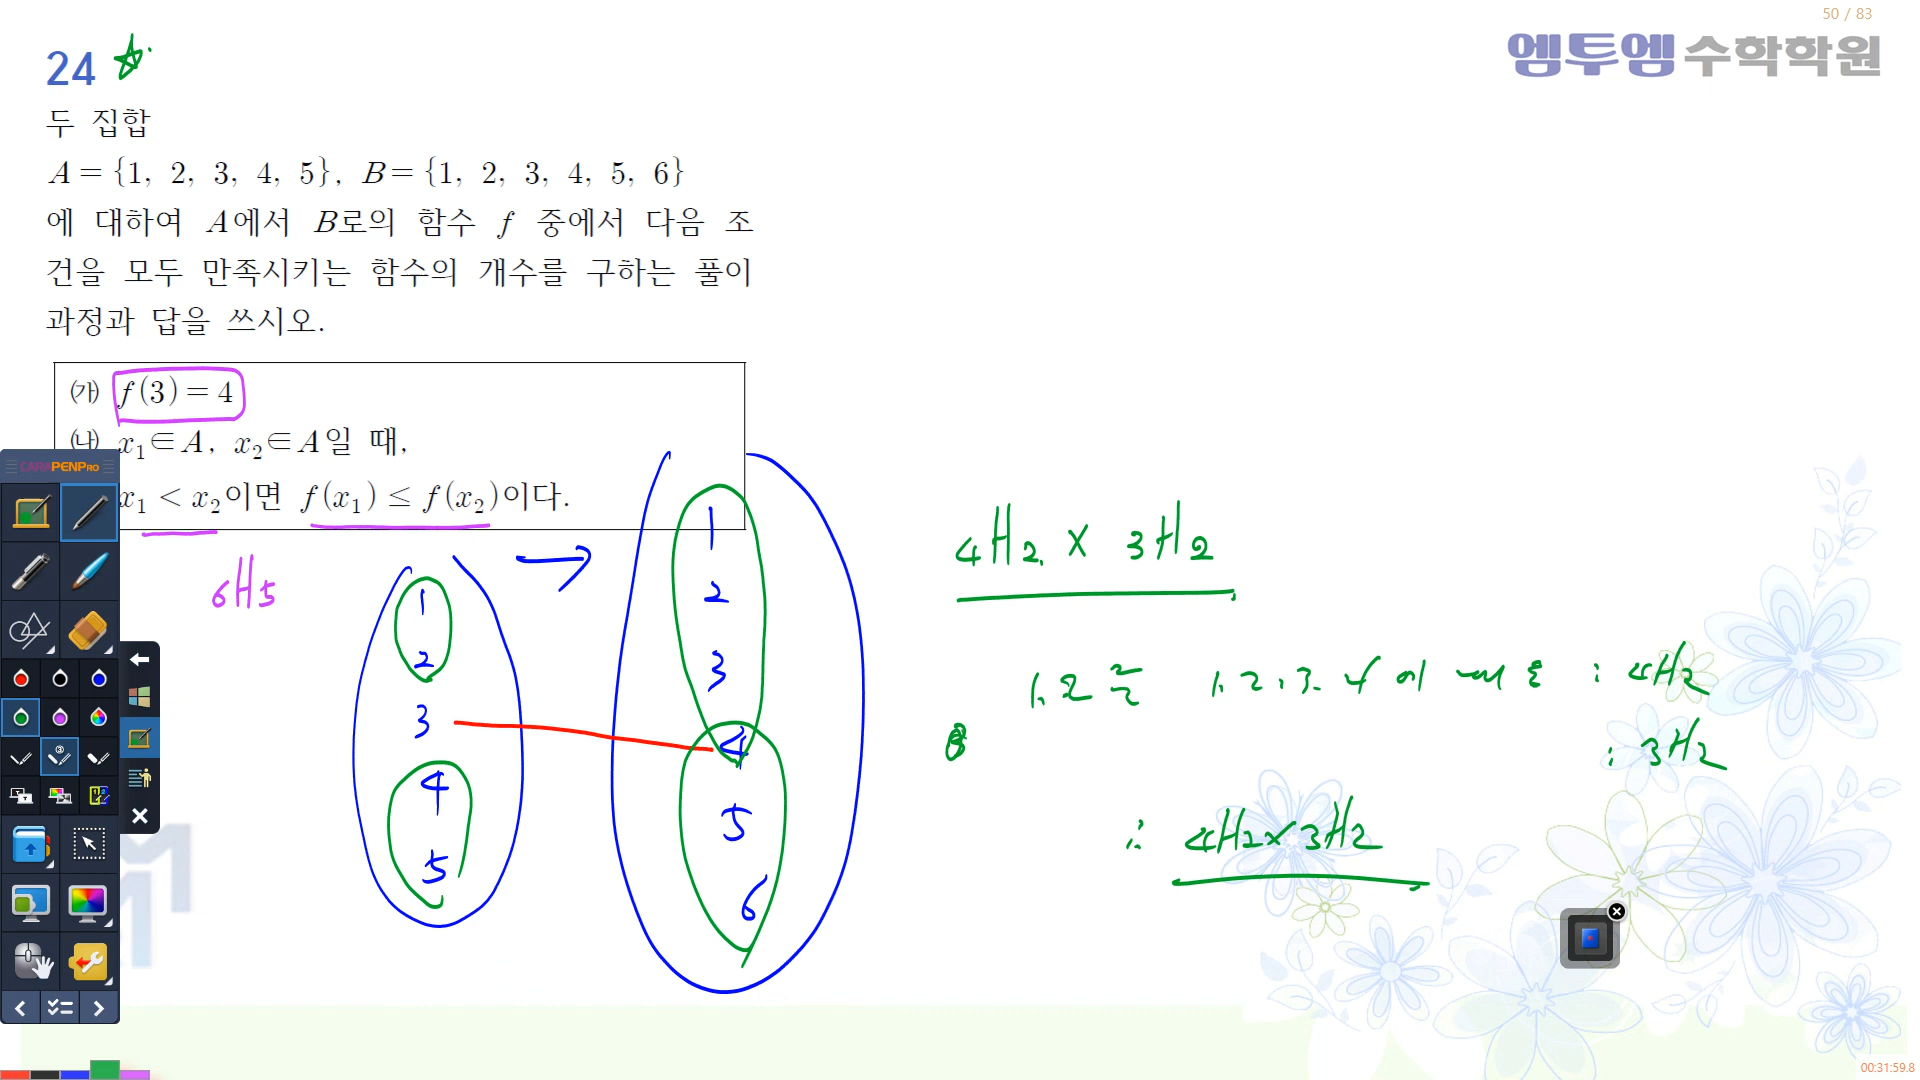 50 / 83
엠투엠수학학원
24
두 집합
A = {1, 2, 3, 4, 5}, B = {1, 2, 3, 4, 5, 6}
에 대하여 A에서 B로의 함수 f 중에서 다음 조
건을 모두 만족시키는 함수의 개수를 구하는 풀이
과정과 답을 쓰시오.
㈎ f(3) = 4
㈏ x₁∈A, x₂∈A일 때,
x₁ < x₂이면 f(x₁) ≤ f(x₂)이다.
CARAPENPRO
₆H₅
1
2
3
4
5
1
2
3
4
5
6
₄H₂ × ₃H₂
1, 2 를 1, 2, 3, 4 에 : ₄H₂
: ₃H₂
∴ ₄H₂×₃H₂
00:31:59.8